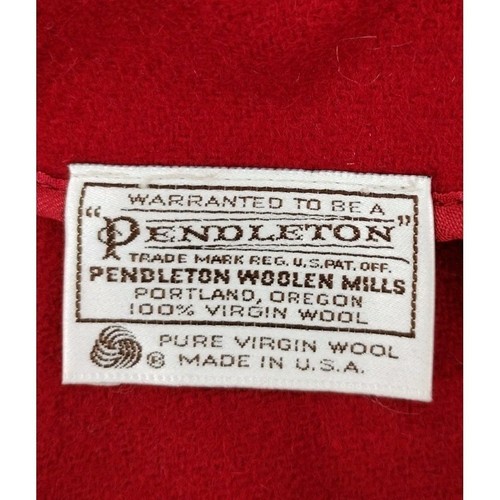 WARRANTED TO BE A
"PENDLETON"
TRADE MARK REG. U.S. PAT. OFF.
PENDLETON WOOLEN MILLS
PORTLAND, OREGON
100% VIRGIN WOOL
PURE VIRGIN WOOL
® MADE IN U.S.A.